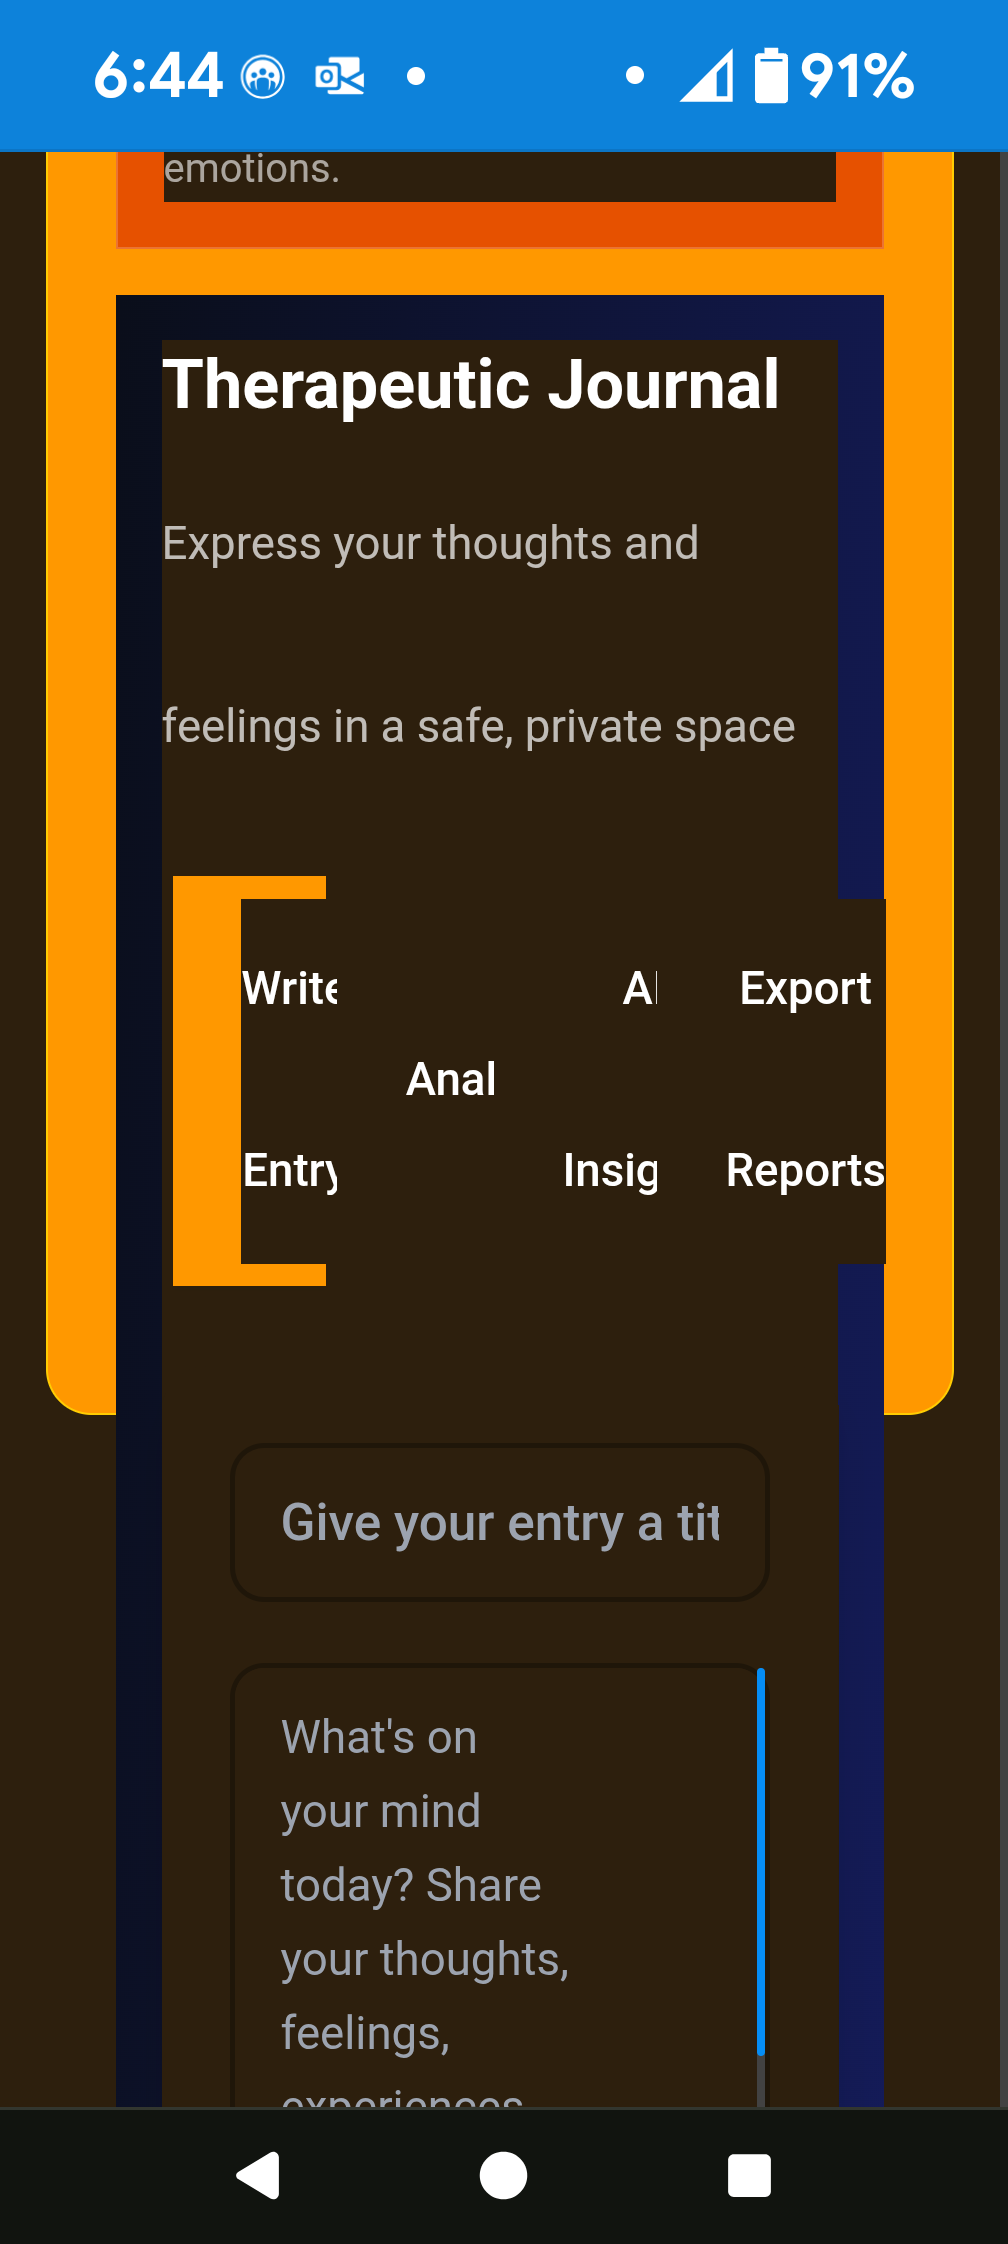 6:44 91%
emotions.
Therapeutic Journal
Express your thoughts and
feelings in a safe, private space
Write AI Export
Anal
Entry Insig Reports
Give your entry a tit
What's on
your mind
today? Share
your thoughts,
feelings,
experiences